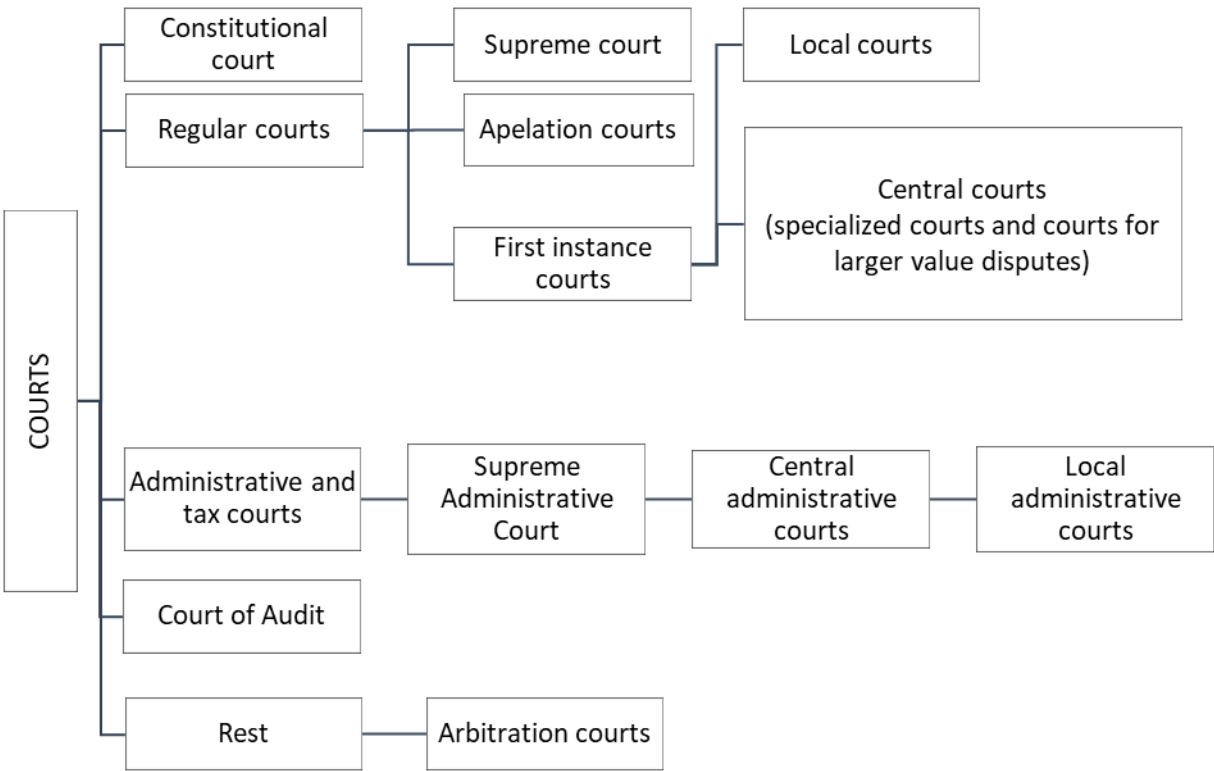 COURTS
Constitutional
court
Regular courts
Supreme court
Apelation courts
First instance
courts
Local courts
Central courts
(specialized courts and courts for
larger value disputes)
Administrative and
tax courts
Supreme
Administrative
Court
Central
administrative
courts
Local
administrative
courts
Court of Audit
Rest
Arbitration courts